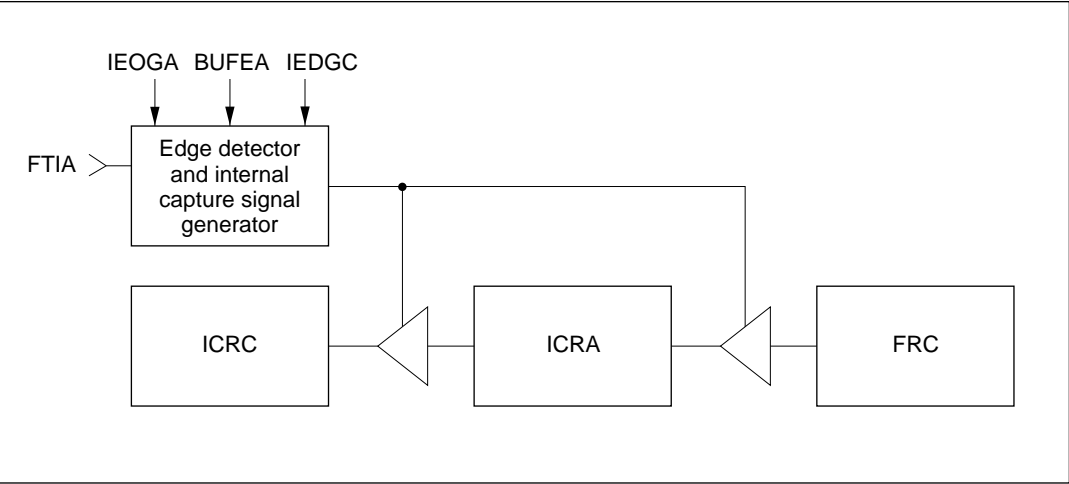 IEOGA BUFEA IEDGC
FTIA
Edge detector
and internal
capture signal
generator
ICRC
ICRA
FRC